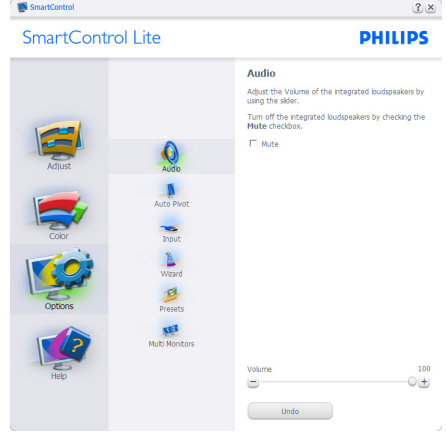 SmartControl
SmartControl Lite
PHILIPS
Adjust
Color
Options
Help
Audio
Auto Pivot
Input
Wizard
Presets
Multi Monitors
Audio
Adjust the Volume of the integrated loudspeakers by
using the slider.
Turn off the integrated loudspeakers by checking the
Mute checkbox.
Mute
Volume 100
Undo